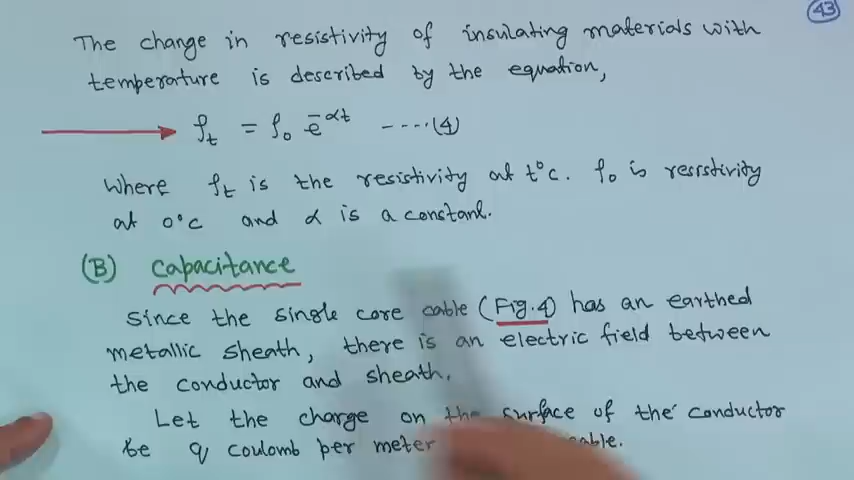 43
The change in resistivity of insulating materials with
temperature is described by the equation,
ρt = ρ0 e^-αt ----(4)
Where ρt is the resistivity at t°c. ρ0 is resistivity
at 0°c and α is a constant.
(B) Capacitance
Since the single core cable (Fig.4) has an earthed
metallic sheath, there is an electric field between
the conductor and sheath.
Let the charge on the surface of the conductor
be q coulomb per meter cable.